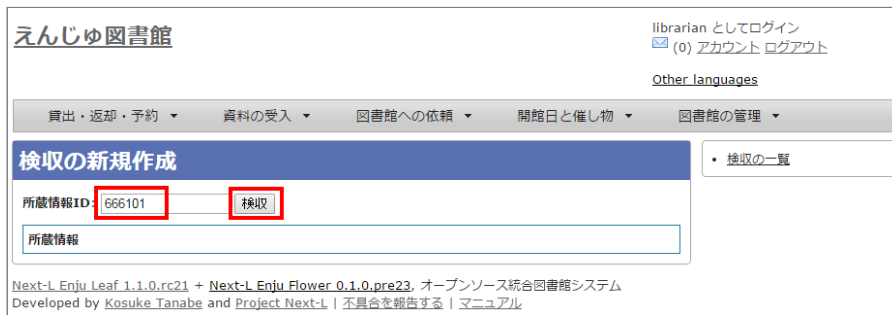 えんじゅ図書館
librarian としてログイン
(0) アカウント ログアウト
Other languages
貸出・返却・予約 ▼ 資料の受入 ▼ 図書館への依頼 ▼ 開館日と催し物 ▼ 図書館の管理 ▼
検収の新規作成
• 検収の一覧
所蔵情報ID: 666101 検収
所蔵情報
Next-L Enju Leaf 1.1.0.rc21 + Next-L Enju Flower 0.1.0.pre23, オープンソース統合図書館システム
Developed by Kosuke Tanabe and Project Next-L | 不具合を報告する | マニュアル